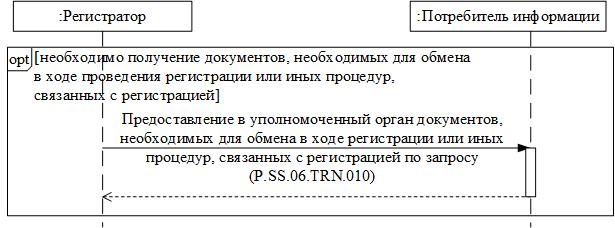 :Регистратор
:Потребитель информации
opt
[необходимо получение документов, необходимых для обмена
в ходе проведения регистрации или иных процедур,
связанных с регистрацией]
Предоставление в уполномоченный орган документов,
необходимых для обмена в ходе регистрации или иных
процедур, связанных с регистрацией по запросу
(P.SS.06.TRN.010)